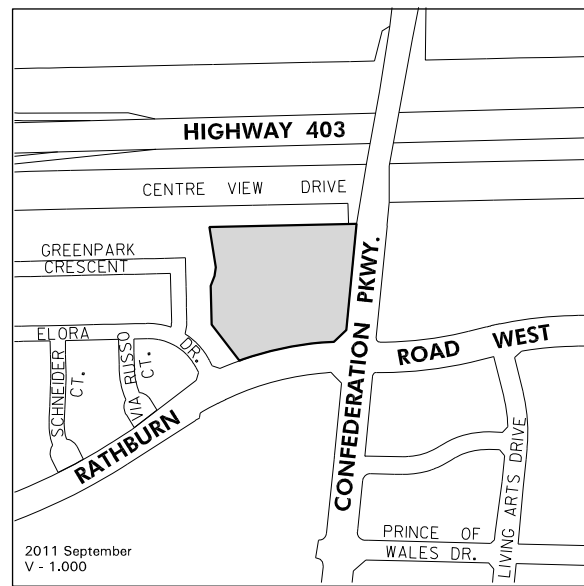 HIGHWAY 403
CENTRE VIEW DRIVE
GREENPARK
CRESCENT
ELORA DR.
SCHNEIDER
CT.
VIA RUSSO
CT.
RATHBURN ROAD WEST
CONFEDERATION PKWY.
LIVING ARTS DRIVE
PRINCE OF
WALES DR.
2011 September
V - 1.000